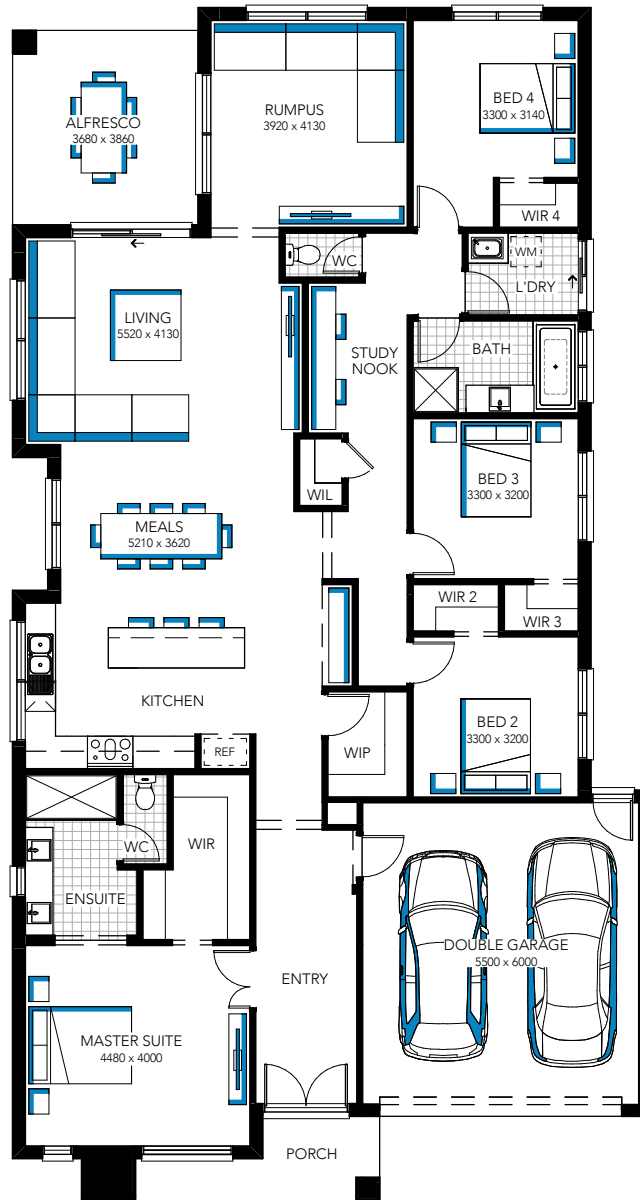 ALFRESCO
3680 x 3860
RUMPUS
3920 x 4130
BED 4
3300 x 3140
WIR 4
WC
WM
L'DRY
LIVING
5520 x 4130
STUDY
NOOK
BATH
WIL
BED 3
3300 x 3200
MEALS
5210 x 3620
WIR 2
WIR 3
KITCHEN
REF
WIP
BED 2
3300 x 3200
WC
WIR
ENSUITE
ENTRY
DOUBLE GARAGE
5500 x 6000
MASTER SUITE
4480 x 4000
PORCH